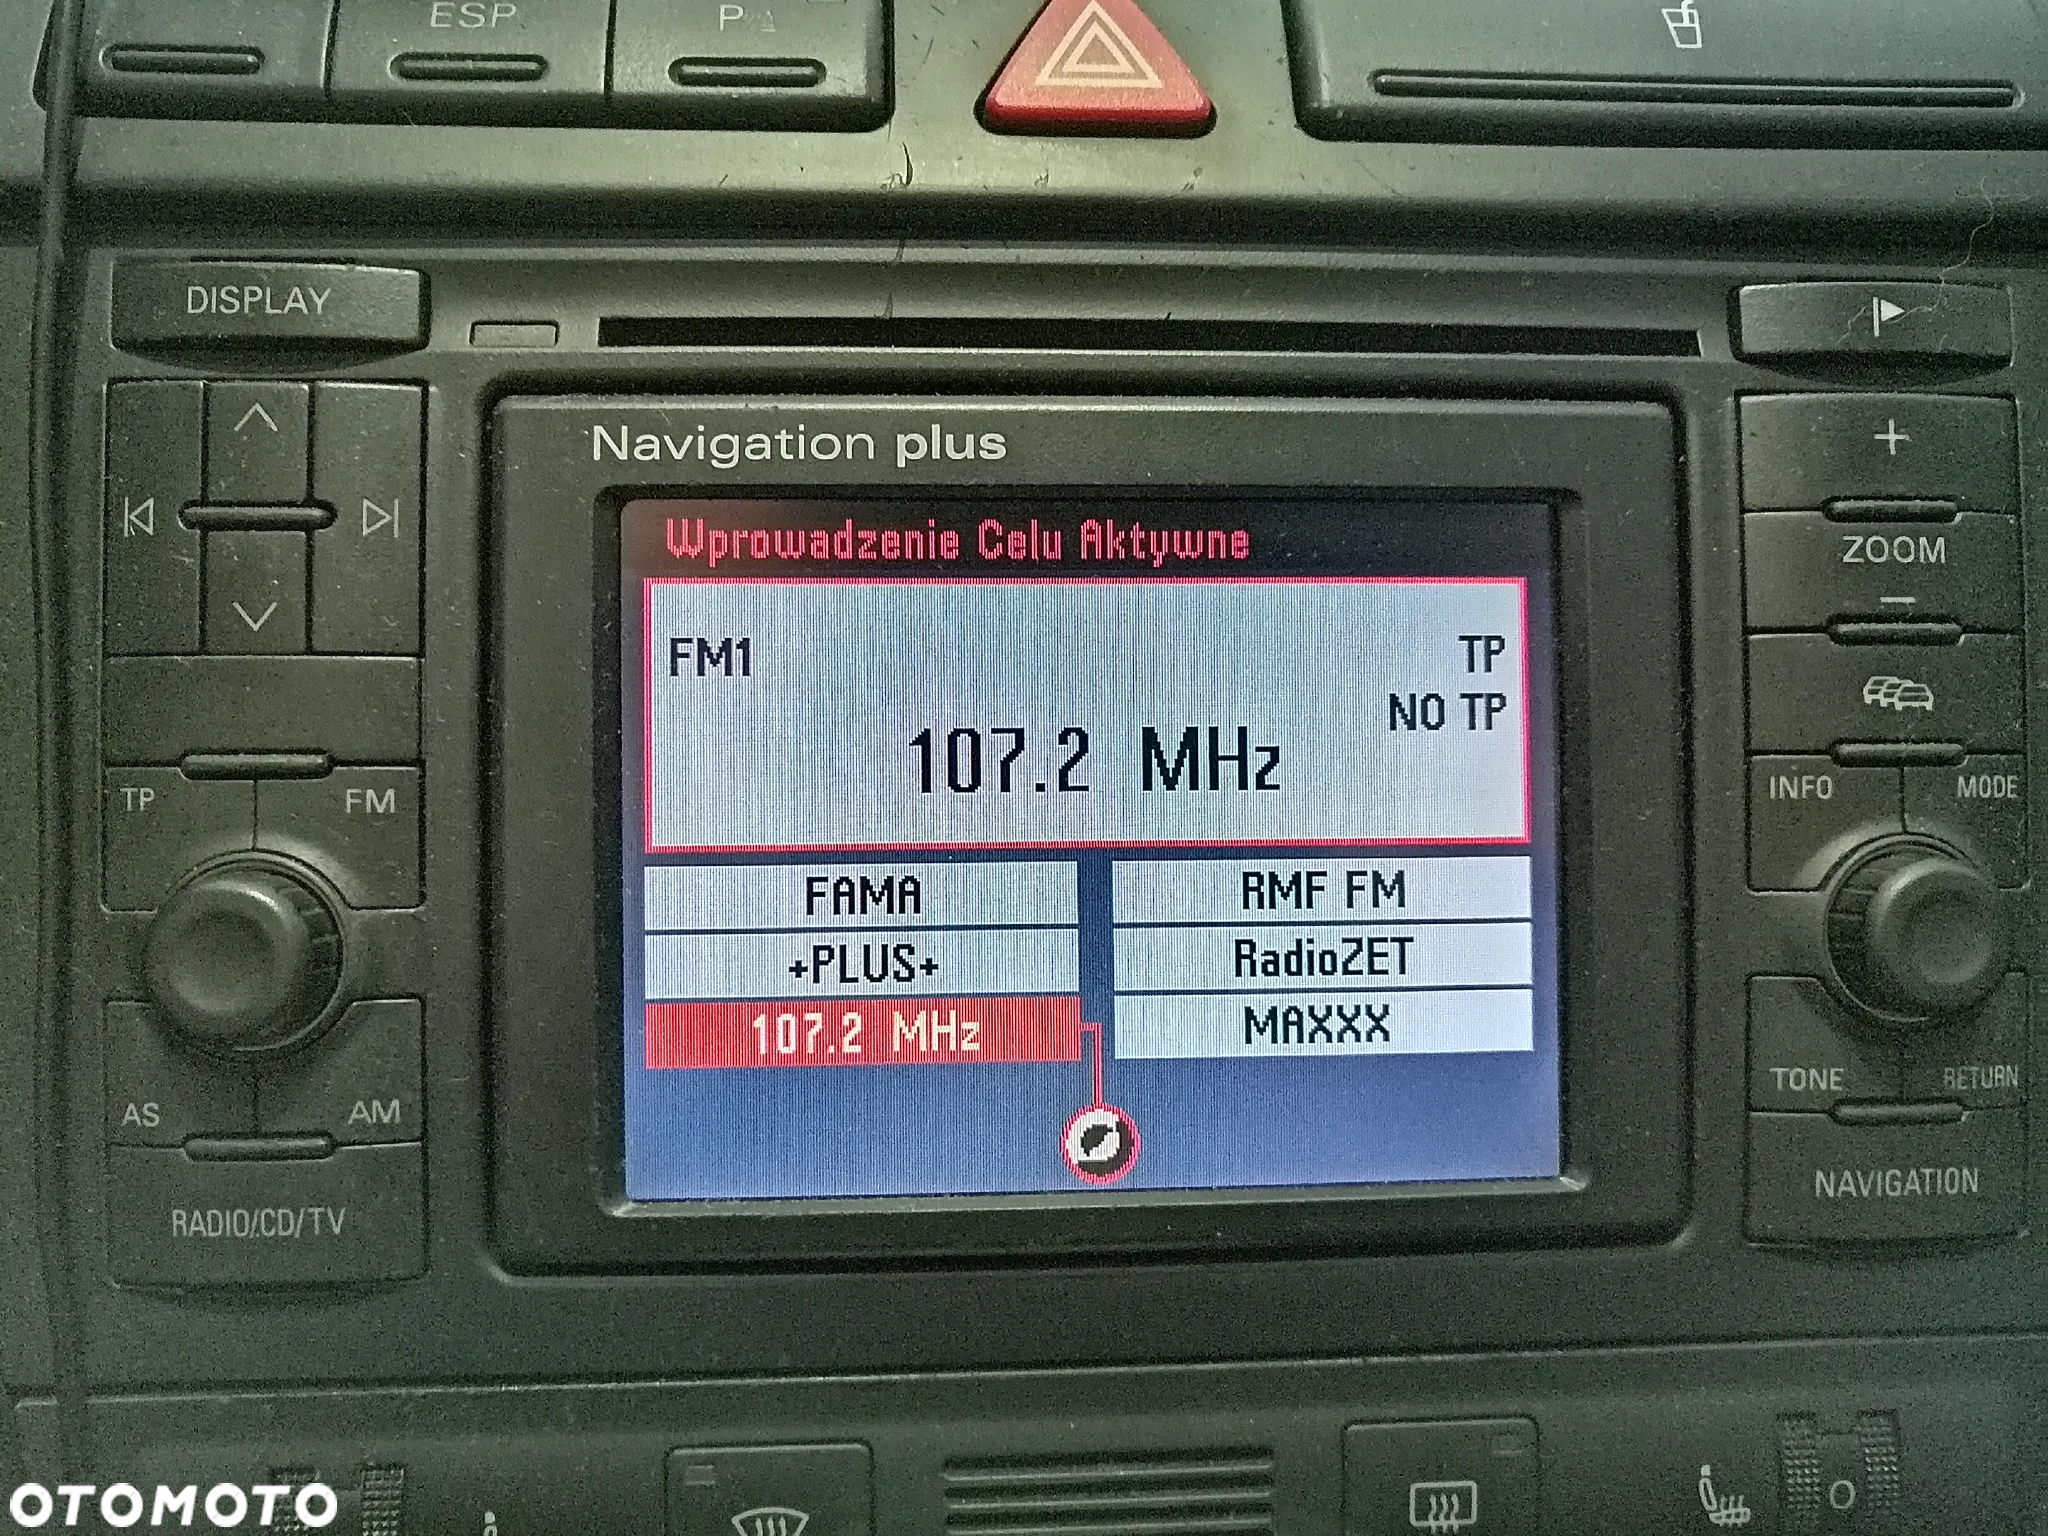 ESP
P
DISPLAY
Navigation plus
Wprowadzenie Celu Aktywne
FM1
TP
NO TP
107.2 MHz
FAMA
RMF FM
+PLUS+
RadioZET
107.2 MHz
MAXXX
+
ZOOM
−
TP
FM
INFO
MODE
AS
AM
TONE
RETURN
RADIO/CD/TV
NAVIGATION
OTOMOTO
O